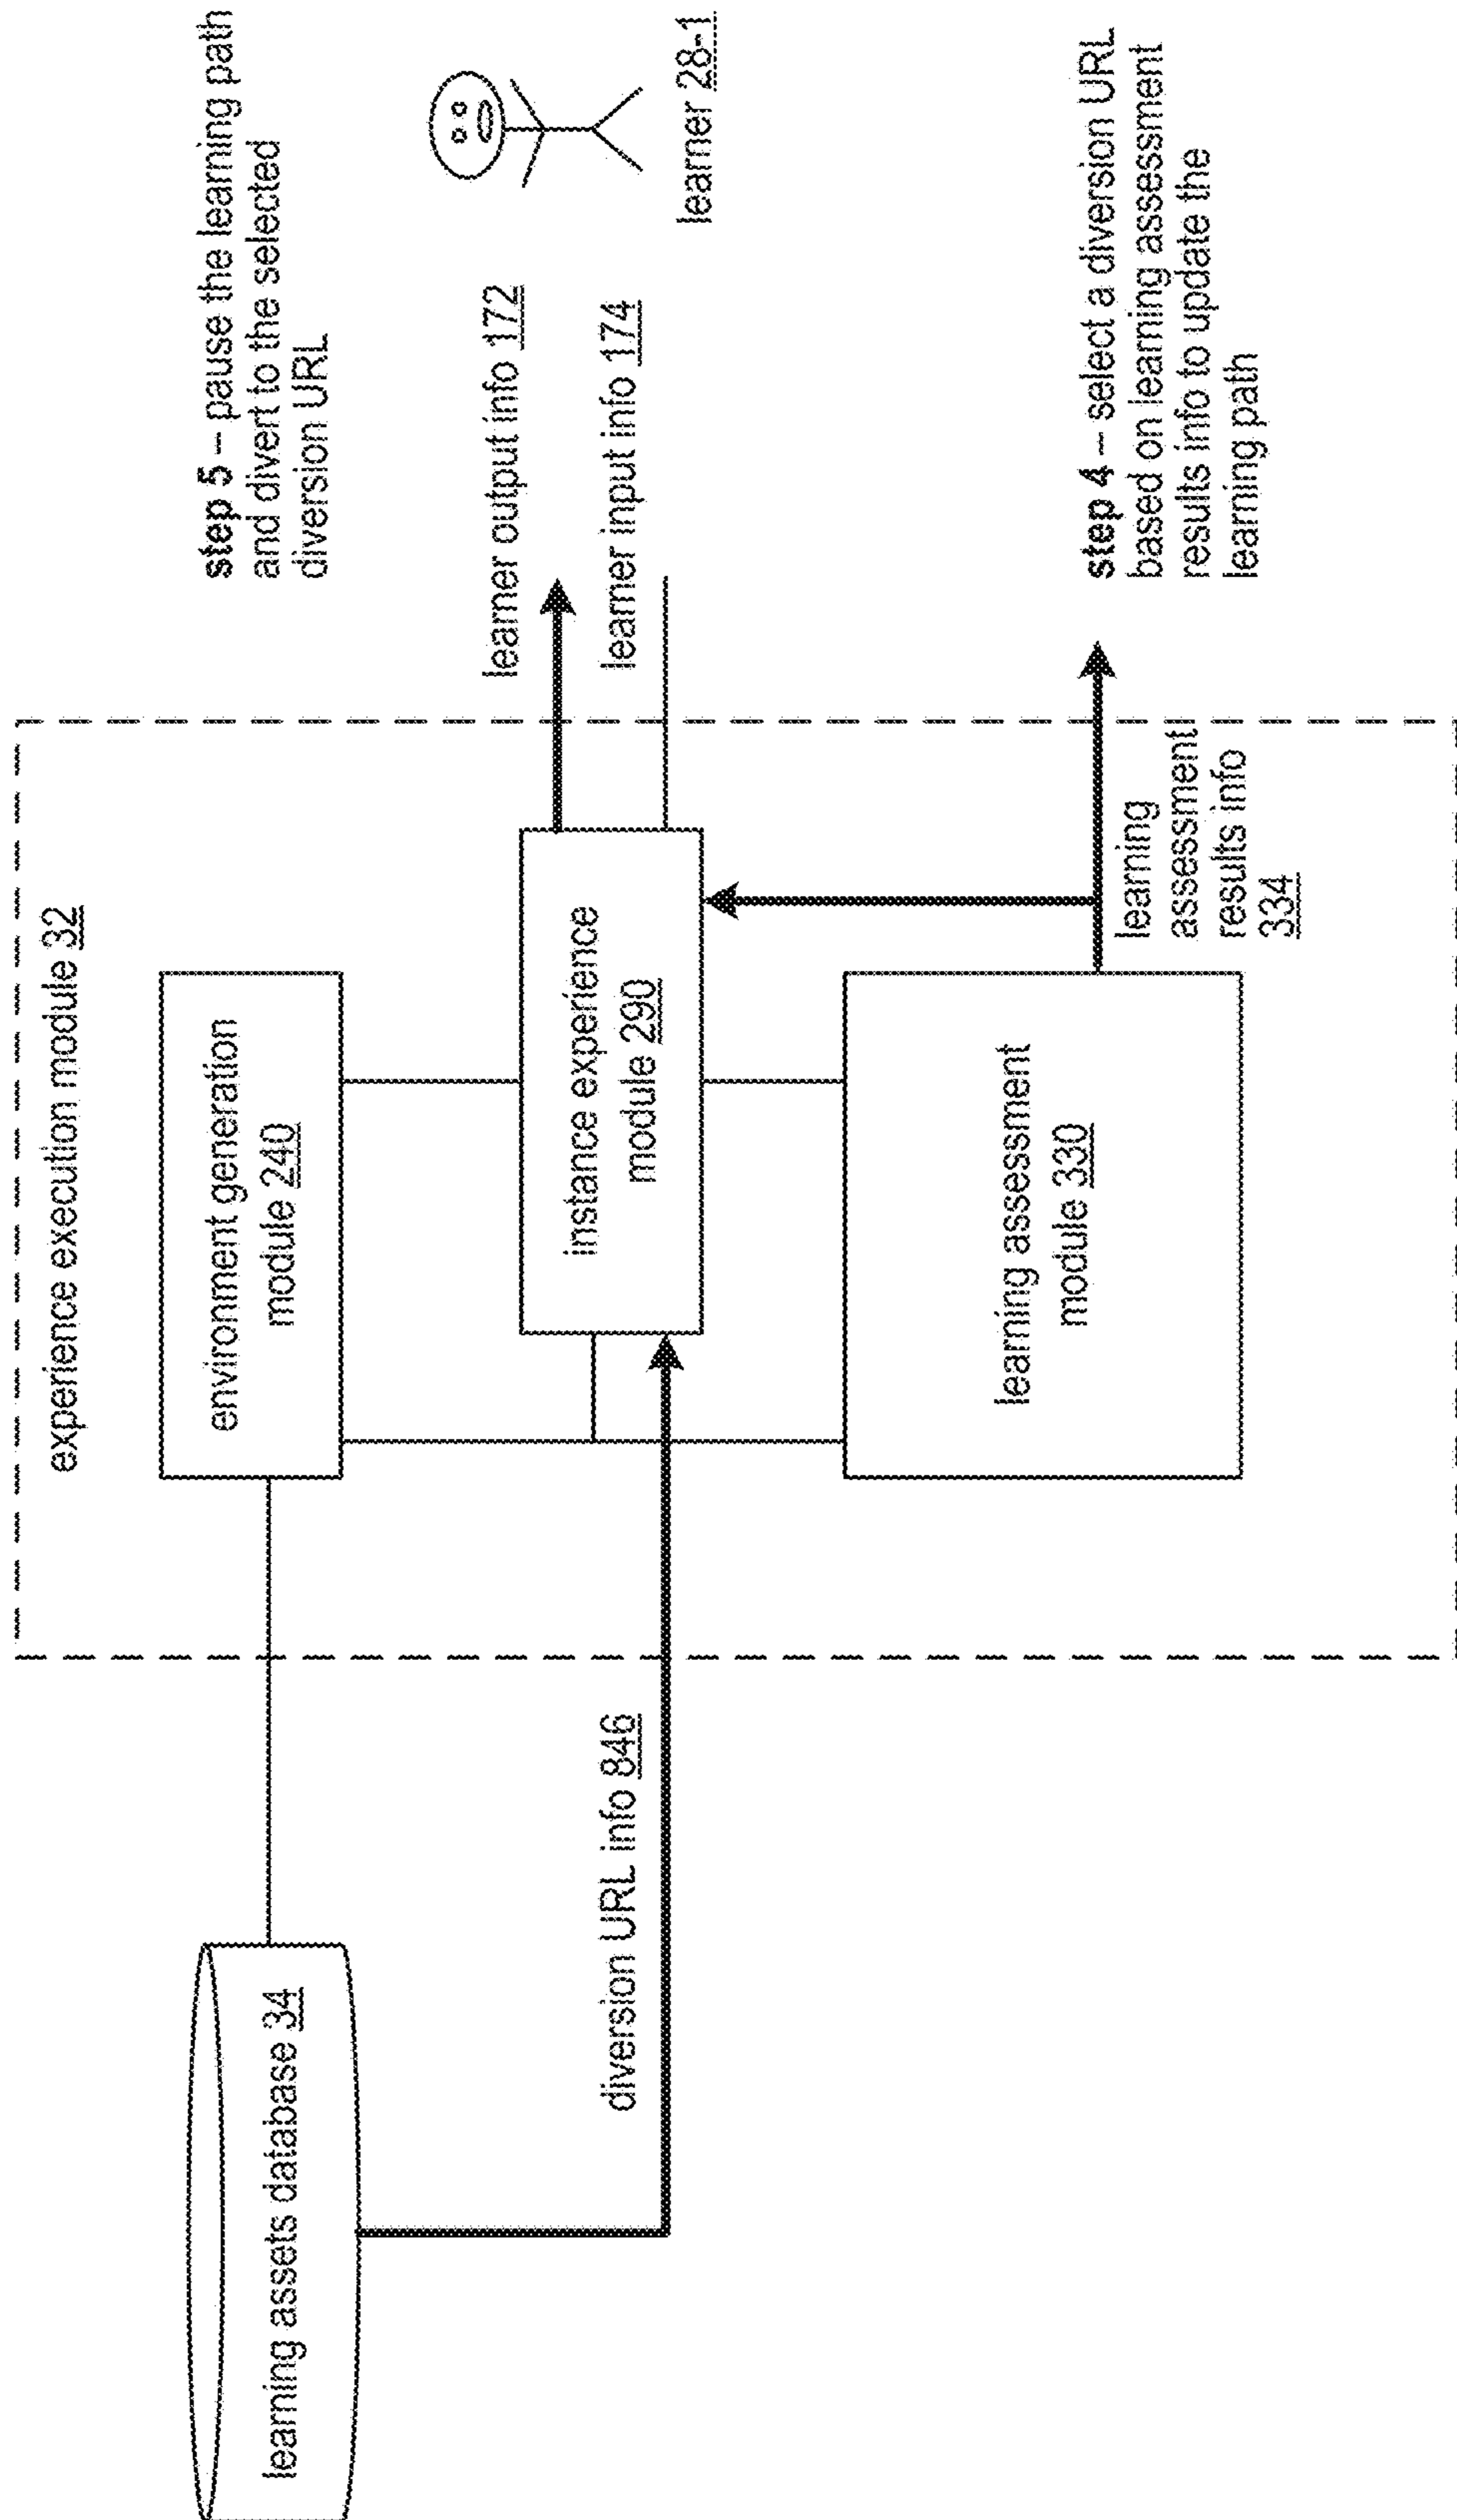 experience execution module 32
learning assets database 34
environment generation
module 240
step 5 – pause the learning path
and divert to the selected
diversion URL
diversion URL info 846
instance experience
module 290
learner output info 172
learner input info 174
learner 28-1
learning assessment
module 330
learning
assessment
results info
334
step 4 – select a diversion URL
based on learning assessment
results info to update the
learning path